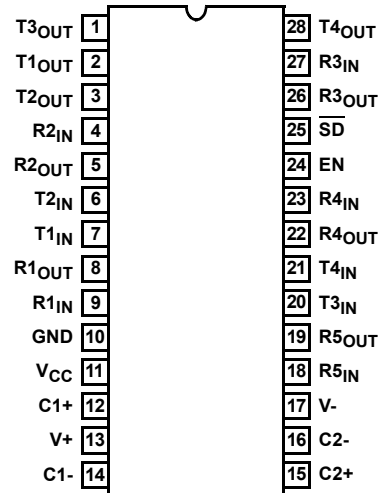 T3OUT 1 28 T4OUT
T1OUT 2 27 R3IN
T2OUT 3 26 R3OUT
R2IN 4 25 S̅D̅
R2OUT 5 24 EN
T2IN 6 23 R4IN
T1IN 7 22 R4OUT
R1OUT 8 21 T4IN
R1IN 9 20 T3IN
GND 10 19 R5OUT
VCC 11 18 R5IN
C1+ 12 17 V-
V+ 13 16 C2-
C1- 14 15 C2+